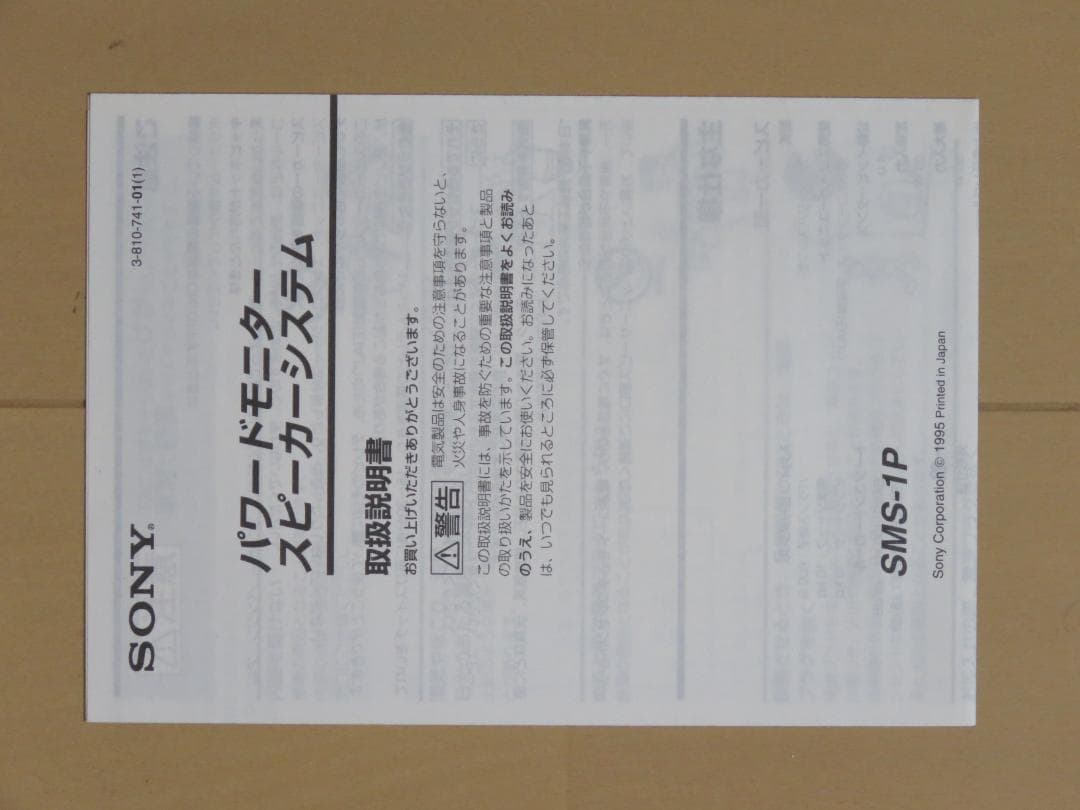 SONY®
3-810-741-01(1)
パワードモニター
スピーカーシステム
取扱説明書
お買い上げいただきありがとうございます。
警告
電気製品は安全のための注意事項を守らないと、
火災や人身事故になることがあります。
この取扱説明書には、事故を防ぐための重要な注意事項と製品
の取り扱いかたを示しています。この取扱説明書をよくお読み
のうえ、製品を安全にお使いください。お読みになったあと
は、いつでも見られるところに必ず保管してください。
SMS-1P
Sony Corporation © 1995 Printed in Japan